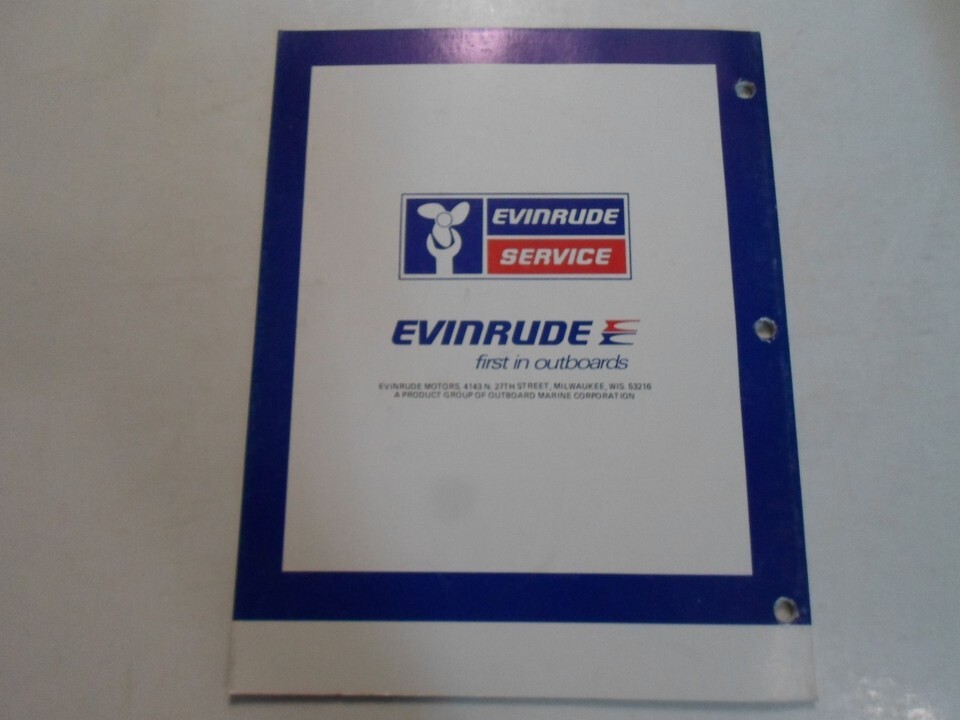 EVINRUDE
SERVICE
EVINRUDE
first in outboards
EVINRUDE MOTORS, 4143 N. 27TH STREET, MILWAUKEE, WIS. 53216
A PRODUCT GROUP OF OUTBOARD MARINE CORPORATION